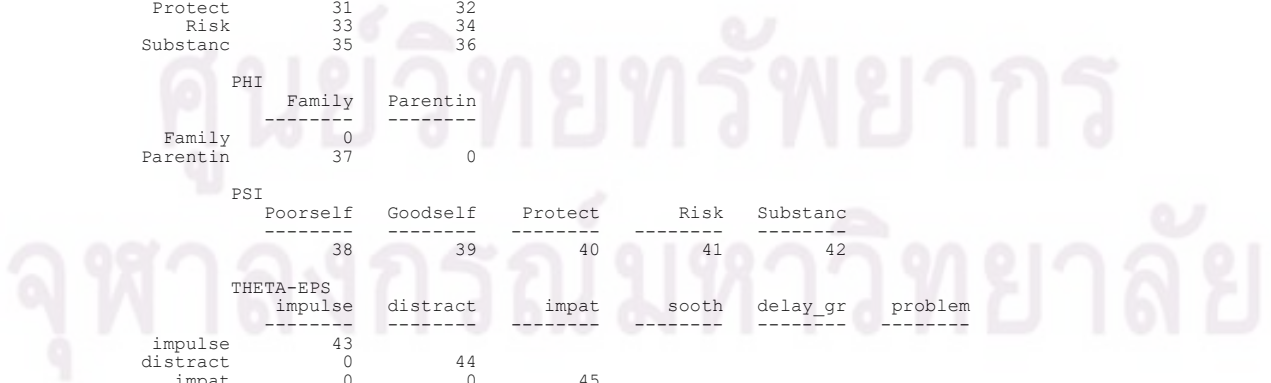 Protect 31 32
Risk 33 34
Substanc 35 36
PHI
Family Parentin
-------- --------
Family 0
Parentin 37 0
PSI
Poorself Goodself Protect Risk Substanc
-------- -------- -------- -------- --------
38 39 40 41 42
THETA-EPS
impulse distract impat sooth delay_gr problem
-------- -------- -------- -------- -------- --------
impulse 43
distract 0 44
impat 0 0 45
ศูนย์วิทยทรัพยากร
จุฬาลงกรณ์มหาวิทยาลัย